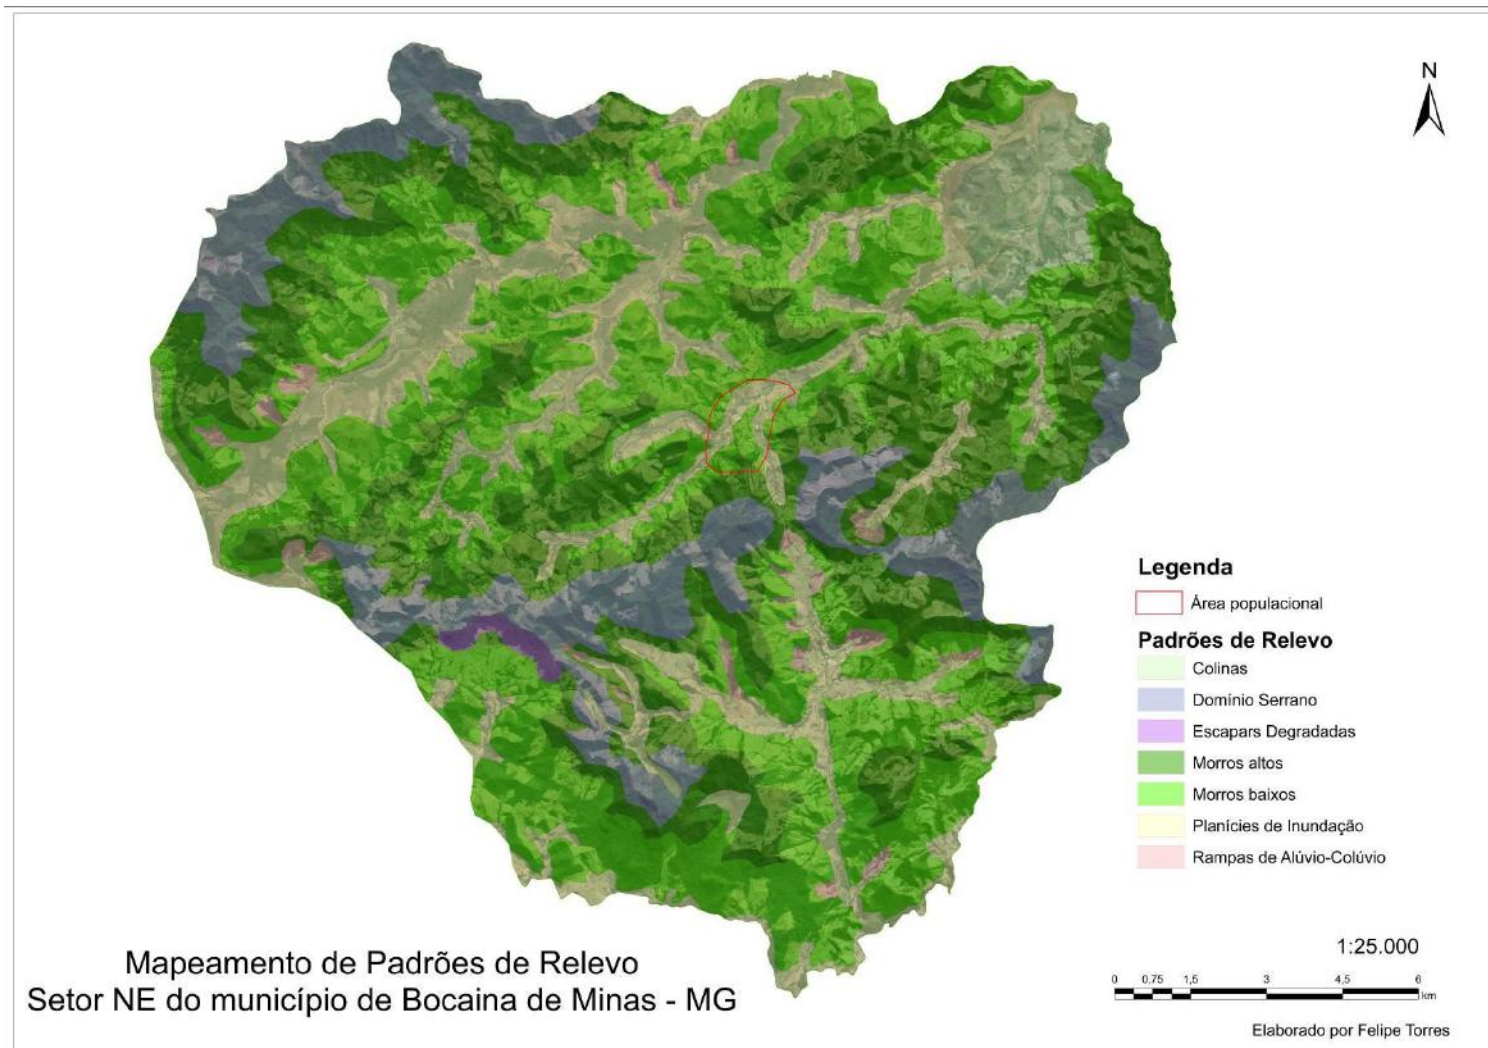 N
Legenda
Área populacional
Padrões de Relevo
Colinas
Domínio Serrano
Escapars Degradadas
Morros altos
Morros baixos
Planícies de Inundação
Rampas de Alúvio-Colúvio
Mapeamento de Padrões de Relevo
Setor NE do município de Bocaina de Minas - MG
1:25.000
0 0,75 1,5 3 4,5 6
km
Elaborado por Felipe Torres